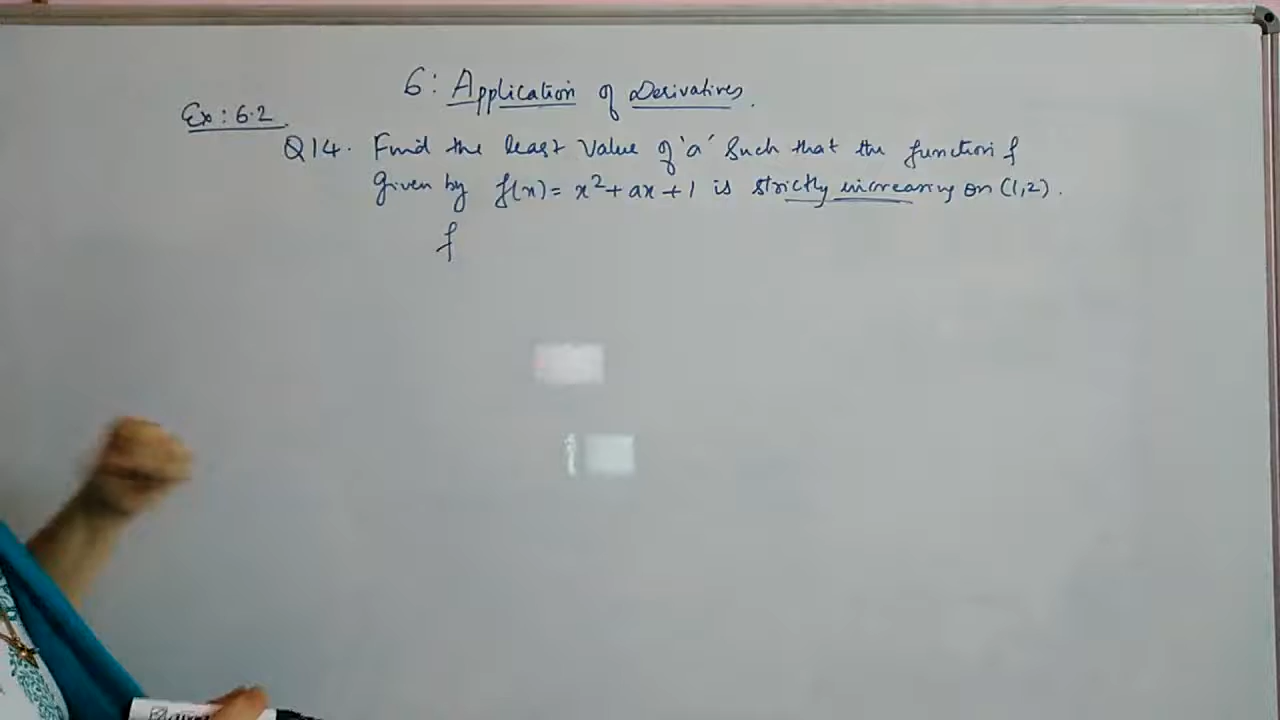 6: Application of Derivatives.
Ex: 6.2.
Q14. Find the least value of 'a' such that the function f
given by f(x) = x² + ax + 1 is strictly increasing on (1,2).
f